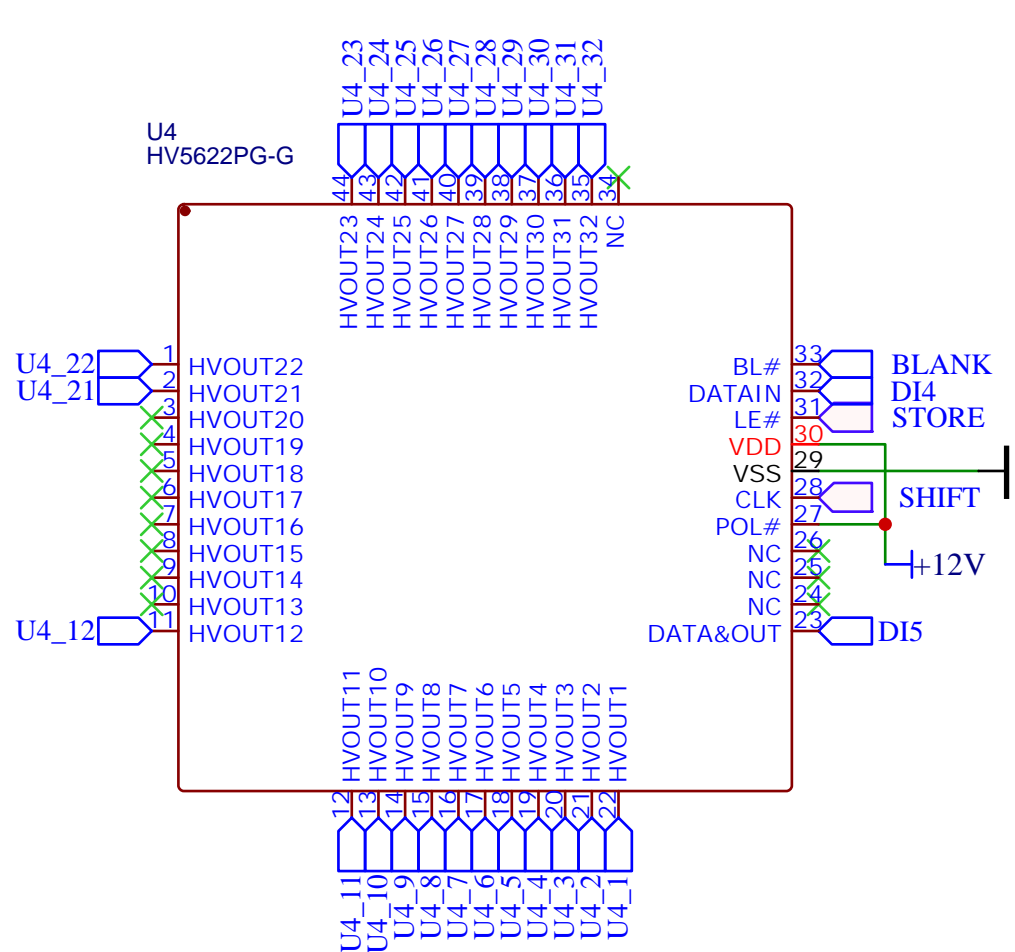 U4_23
U4_24
U4_25
U4_26
U4_27
U4_28
U4_29
U4_30
U4_31
U4_32
U4
HV5622PG-G
44
43
42
41
40
39
38
37
36
35
34
HVOUT23
HVOUT24
HVOUT25
HVOUT26
HVOUT27
HVOUT28
HVOUT29
HVOUT30
HVOUT31
HVOUT32
NC
U4_22 1 HVOUT22
U4_21 2 HVOUT21
3 HVOUT20
4 HVOUT19
5 HVOUT18
6 HVOUT17
7 HVOUT16
8 HVOUT15
9 HVOUT14
10 HVOUT13
U4_12 11 HVOUT12
BL# 33 BLANK
DATAIN 32 DI4
LE# 31 STORE
VDD 30
VSS 29
CLK 28 SHIFT
POL# 27
NC 26
NC 25
+12V
NC 24
DATA&OUT 23 DI5
HVOUT11
HVOUT10
HVOUT9
HVOUT8
HVOUT7
HVOUT6
HVOUT5
HVOUT4
HVOUT3
HVOUT2
HVOUT1
12
13
14
15
16
17
18
19
20
21
22
U4_11
U4_10
U4_9
U4_8
U4_7
U4_6
U4_5
U4_4
U4_3
U4_2
U4_1